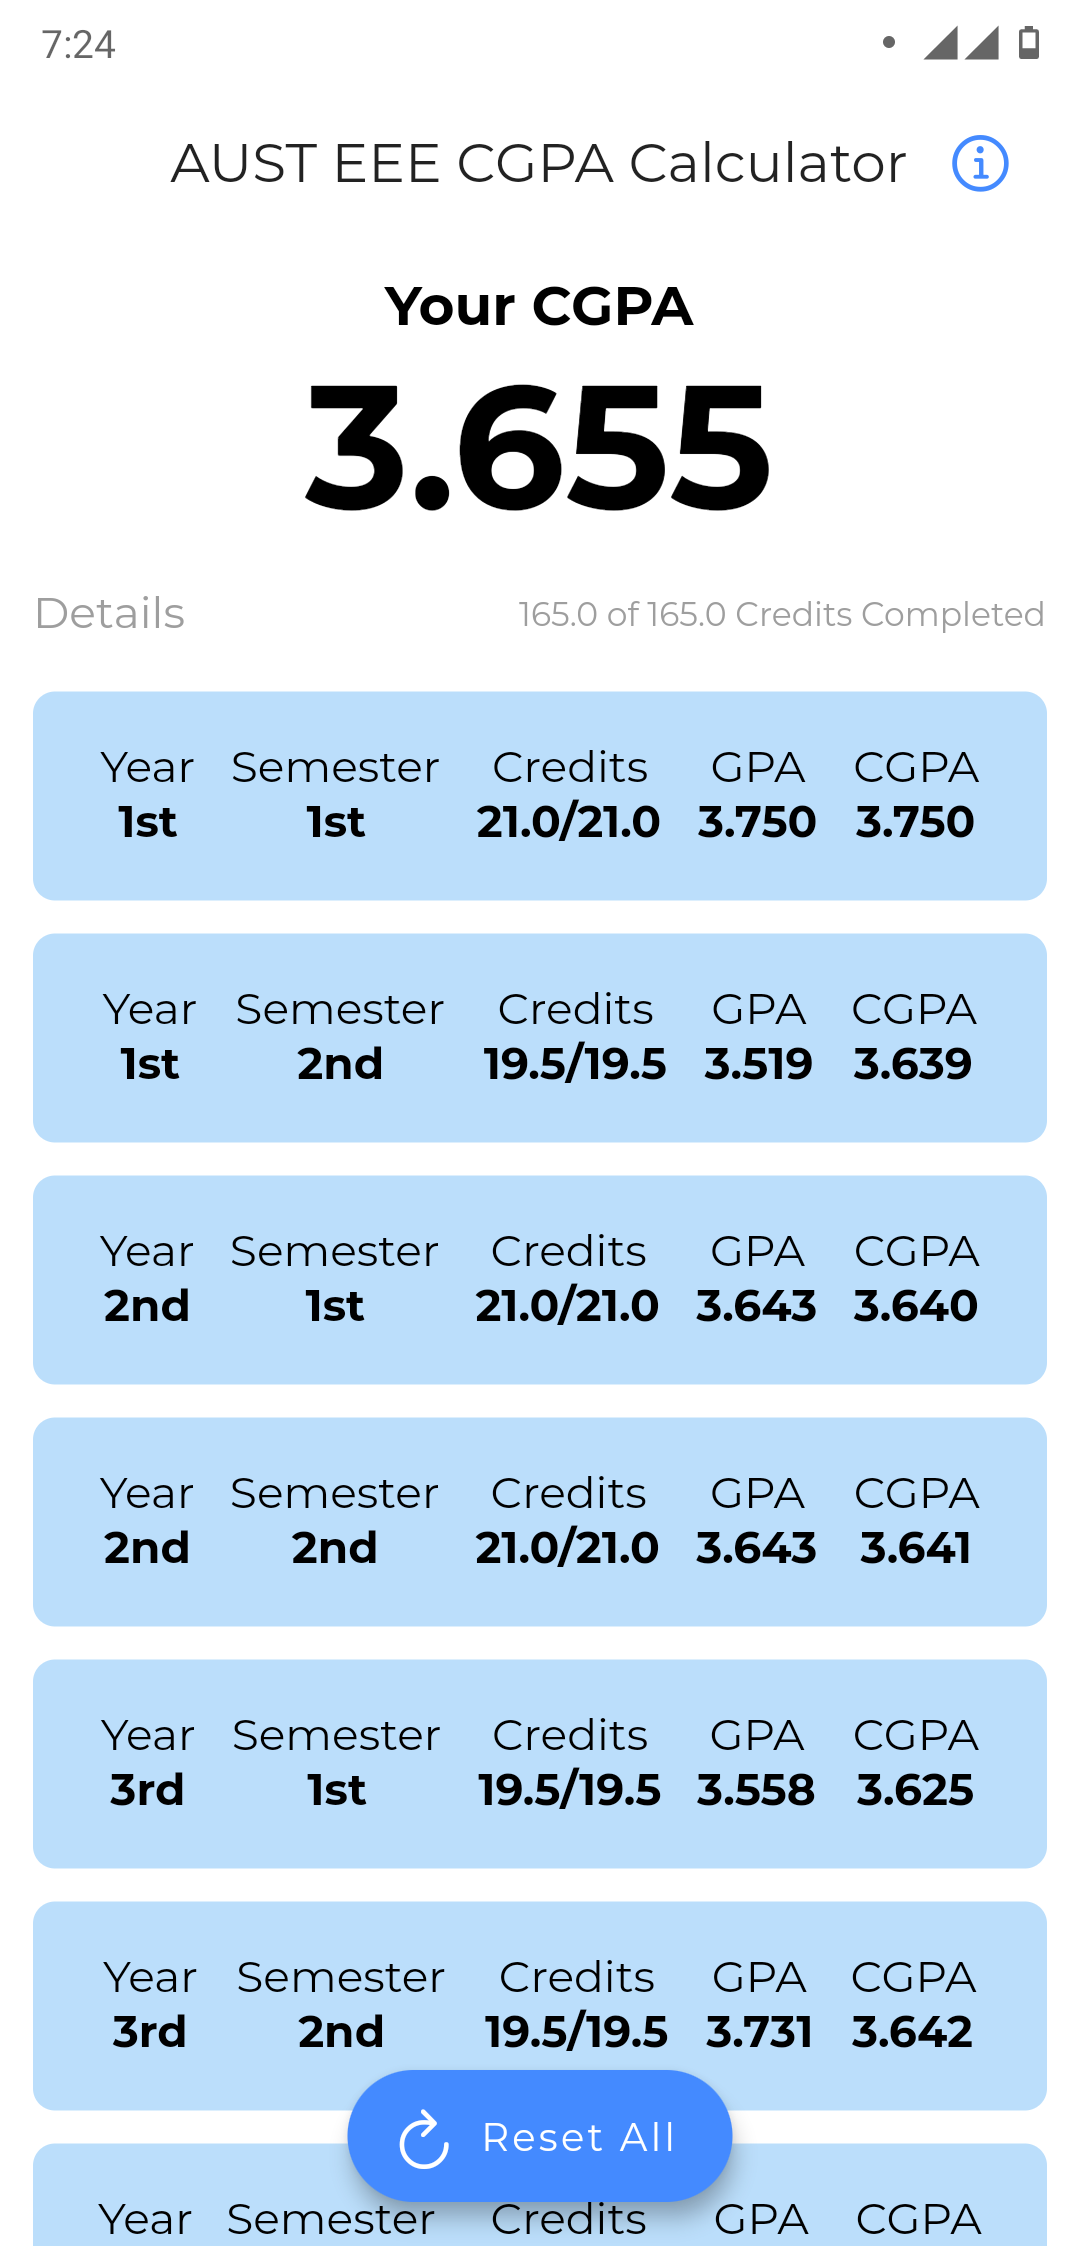 7:24
AUST EEE CGPA Calculator
Your CGPA
3.655
Details 165.0 of 165.0 Credits Completed
Year Semester Credits GPA CGPA
1st 1st 21.0/21.0 3.750 3.750
Year Semester Credits GPA CGPA
1st 2nd 19.5/19.5 3.519 3.639
Year Semester Credits GPA CGPA
2nd 1st 21.0/21.0 3.643 3.640
Year Semester Credits GPA CGPA
2nd 2nd 21.0/21.0 3.643 3.641
Year Semester Credits GPA CGPA
3rd 1st 19.5/19.5 3.558 3.625
Year Semester Credits GPA CGPA
3rd 2nd 19.5/19.5 3.731 3.642
Reset All
Year Semester Credits GPA CGPA